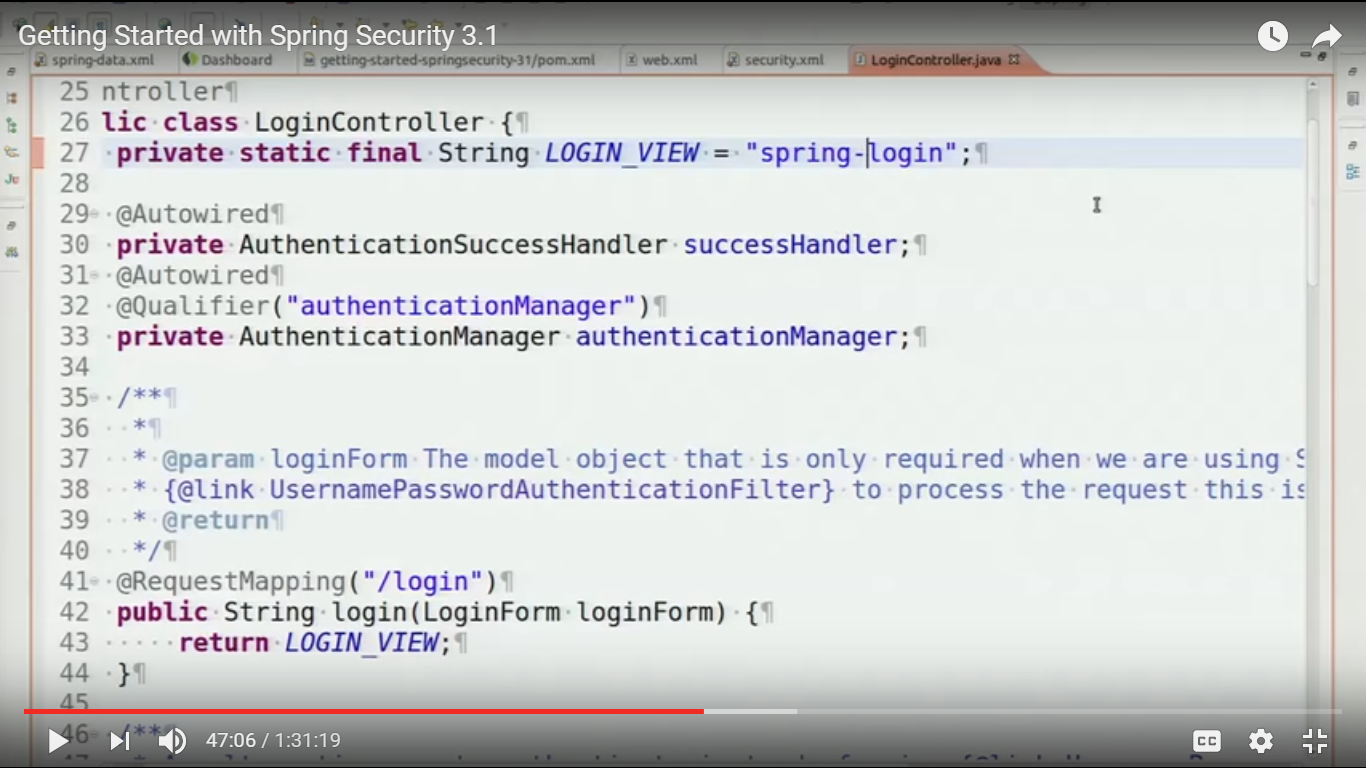 Getting Started with Spring Security 3.1
spring-data.xml Dashboard getting-started-springsecurity-31/pom.xml web.xml security.xml LoginController.java
25 ntroller¶
26 lic class LoginController {¶
27 private static final String LOGIN_VIEW = "spring-login";¶
28
29 @Autowired¶
30 private AuthenticationSuccessHandler successHandler;¶
31 @Autowired¶
32 @Qualifier("authenticationManager")¶
33 private AuthenticationManager authenticationManager;¶
34
35 /**¶
36 *¶
37 * @param loginForm The model object that is only required when we are using S
38 * {@link UsernamePasswordAuthenticationFilter} to process the request this is
39 * @return¶
40 */¶
41 @RequestMapping("/login")¶
42 public String login(LoginForm loginForm) {¶
43 return LOGIN_VIEW;¶
44 }¶
45
46 /**
47:06 / 1:31:19 CC